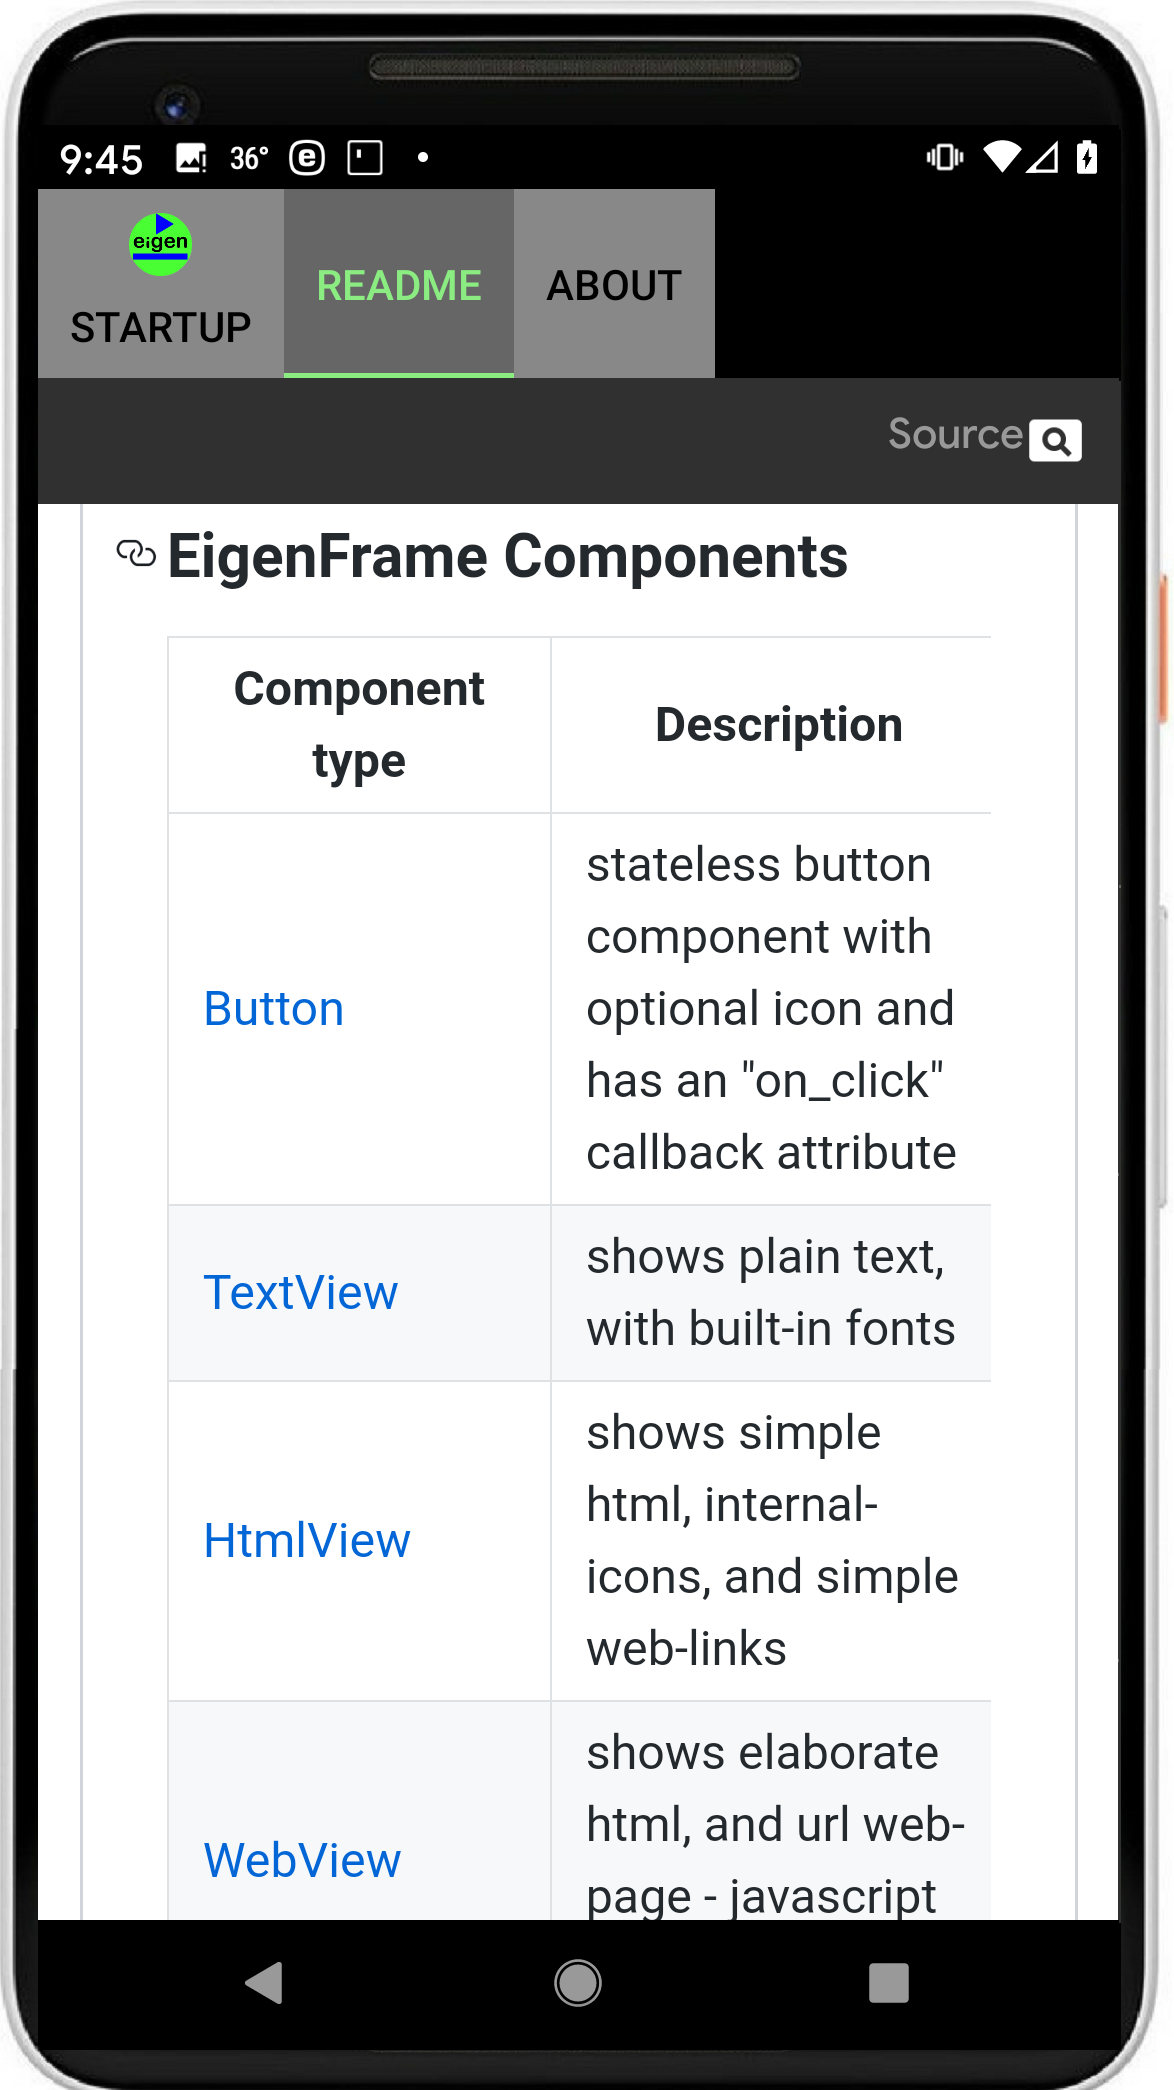 9:45 36°
eigen
STARTUP README ABOUT
Source
EigenFrame Components
Component
type
Description
Button
stateless button
component with
optional icon and
has an "on_click"
callback attribute
TextView
shows plain text,
with built-in fonts
HtmlView
shows simple
html, internal-
icons, and simple
web-links
WebView
shows elaborate
html, and url web-
page - javascript